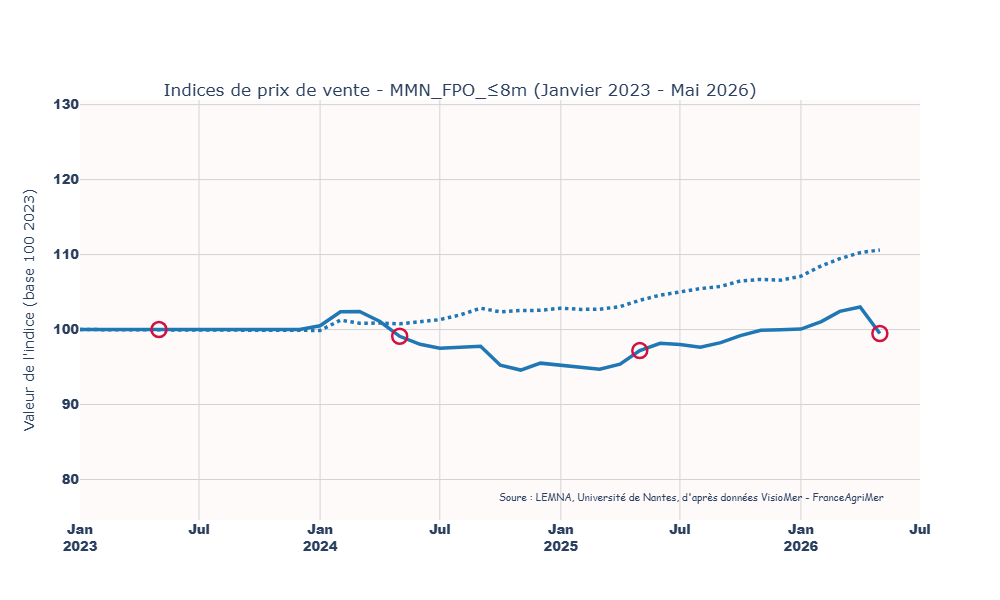 Indices de prix de vente - MMN_FPO_≤8m (Janvier 2023 - Mai 2026)
Valeur de l'indice (base 100 2023)
130
120
110
100
90
80
Soure : LEMNA, Université de Nantes, d'après données VisioMer - FranceAgriMer
Jan Jul Jan Jul Jan Jul Jan Jul
2023 2024 2025 2026